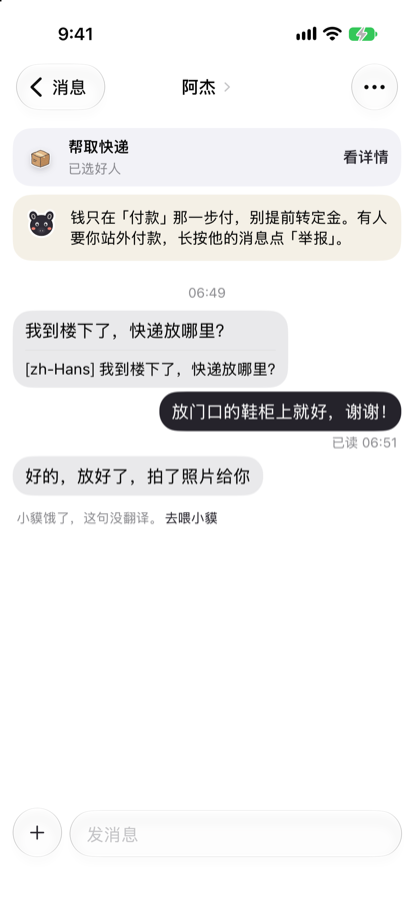 9:41
消息
阿杰
帮取快递
已选好人
看详情
钱只在「付款」那一步付，别提前转定金。有人
要你站外付款，长按他的消息点「举报」。
06:49
我到楼下了，快递放哪里？
[zh-Hans] 我到楼下了，快递放哪里?
放门口的鞋柜上就好，谢谢！
已读 06:51
好的，放好了，拍了照片给你
小貘饿了，这句没翻译。 去喂小貘
发消息